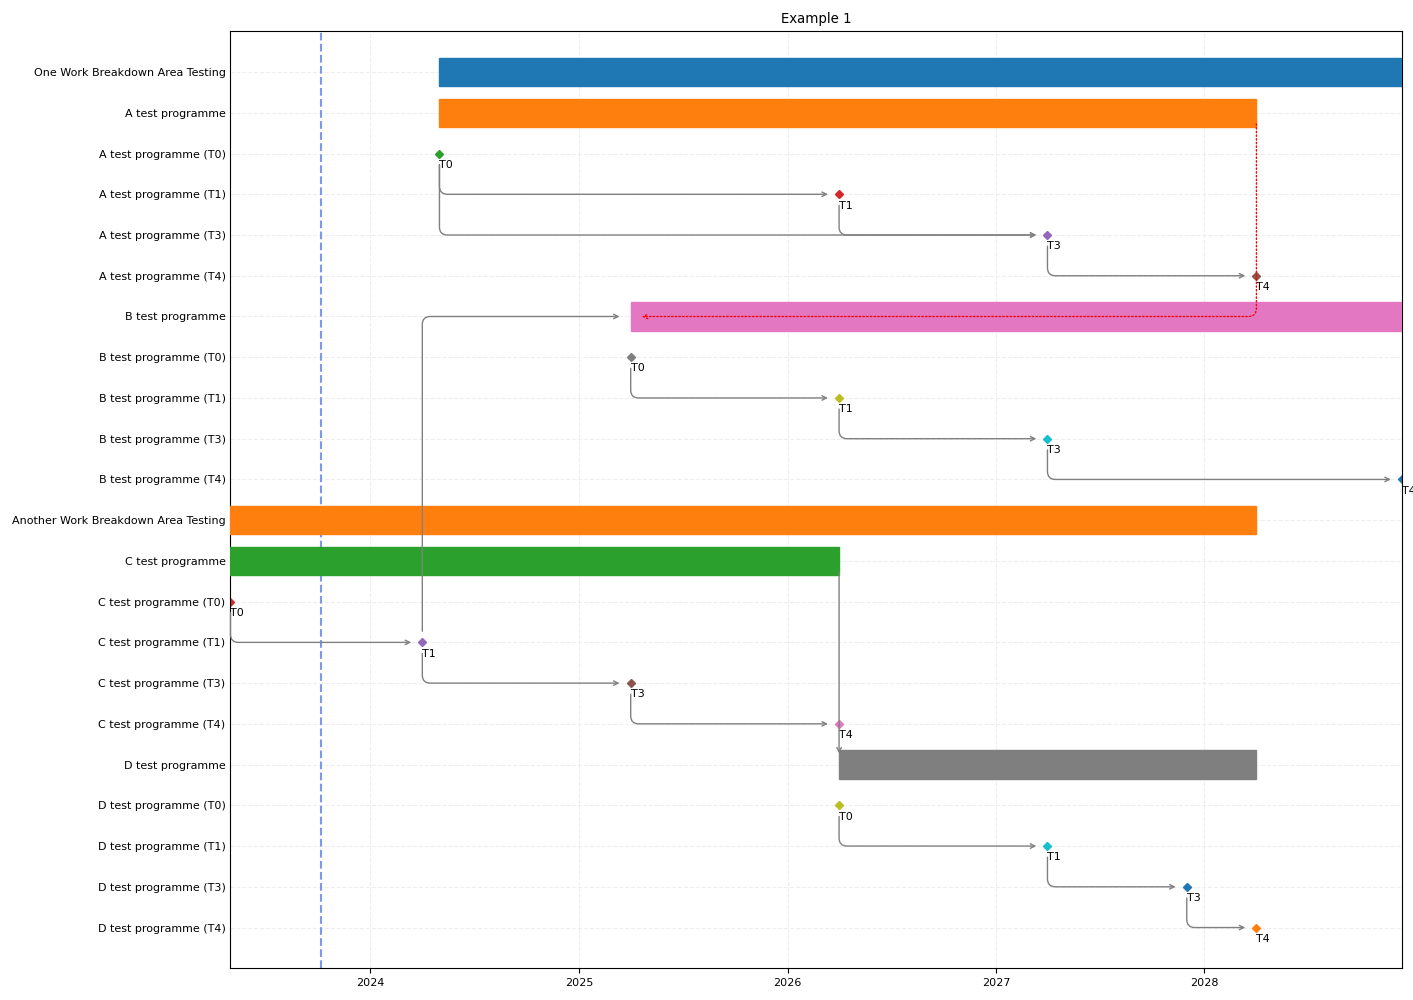 Example 1
One Work Breakdown Area Testing
A test programme
A test programme (T0)
T0
A test programme (T1)
T1
A test programme (T3)
T3
A test programme (T4)
T4
B test programme
B test programme (T0)
T0
B test programme (T1)
T1
B test programme (T3)
T3
B test programme (T4)
T4
Another Work Breakdown Area Testing
C test programme
C test programme (T0)
T0
C test programme (T1)
T1
C test programme (T3)
T3
C test programme (T4)
T4
D test programme
D test programme (T0)
T0
D test programme (T1)
T1
D test programme (T3)
T3
D test programme (T4)
T4
2024 2025 2026 2027 2028